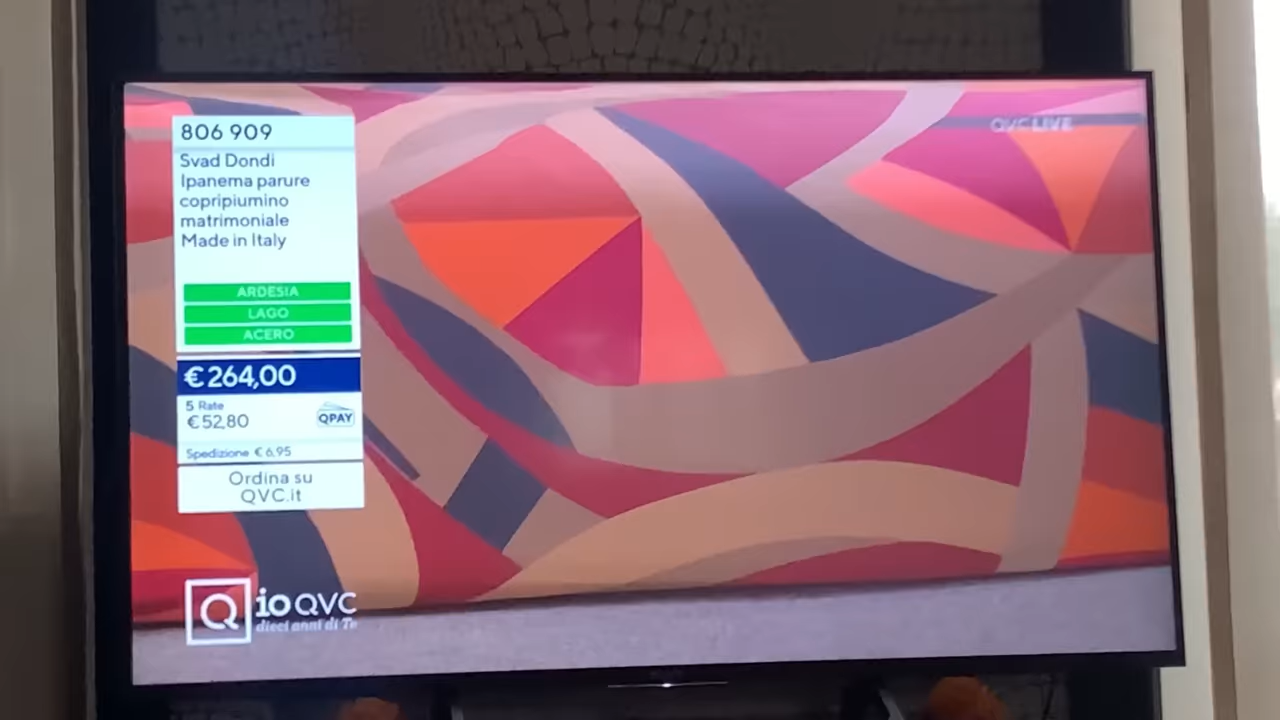 806 909
QVC LIVE
Svad Dondi
Ipanema parure
copripiumino
matrimoniale
Made in Italy
ARDESIA
LAGO
ACERO
€ 264,00
5 Rate
€ 52,80
QPAY
Spedizione € 6,95
Ordina su
QVC.it
Q
io QVC
dieci anni di Te